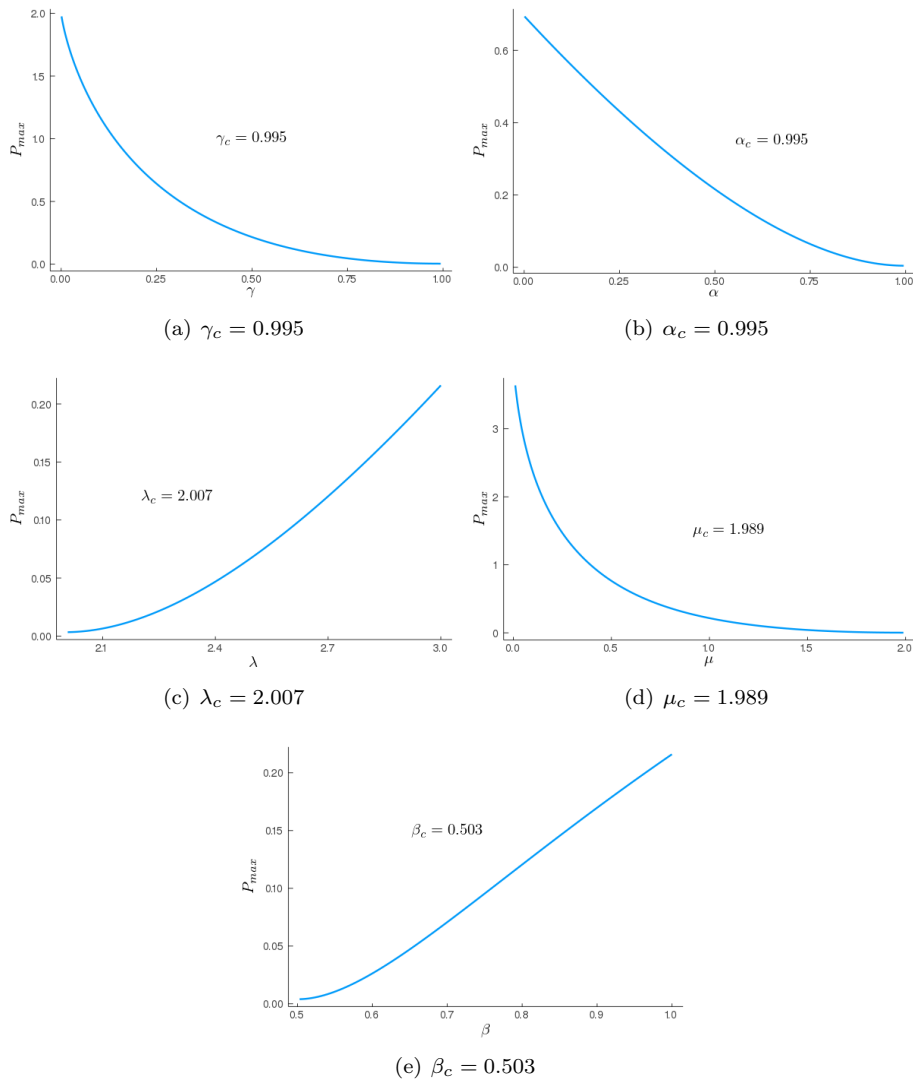 2.0
1.5
1.0
0.5
0.0
P_max
γ_c = 0.995
0.00 0.25 0.50 0.75 1.00
γ
(a) γ_c = 0.995
0.6
0.4
0.2
0.0
P_max
α_c = 0.995
0.00 0.25 0.50 0.75 1.00
α
(b) α_c = 0.995
0.20
0.15
0.10
0.05
0.00
P_max
λ_c = 2.007
2.1 2.4 2.7 3.0
λ
(c) λ_c = 2.007
3
2
1
0
P_max
μ_c = 1.989
0.0 0.5 1.0 1.5 2.0
μ
(d) μ_c = 1.989
0.20
0.15
0.10
0.05
0.00
P_max
β_c = 0.503
0.5 0.6 0.7 0.8 0.9 1.0
β
(e) β_c = 0.503